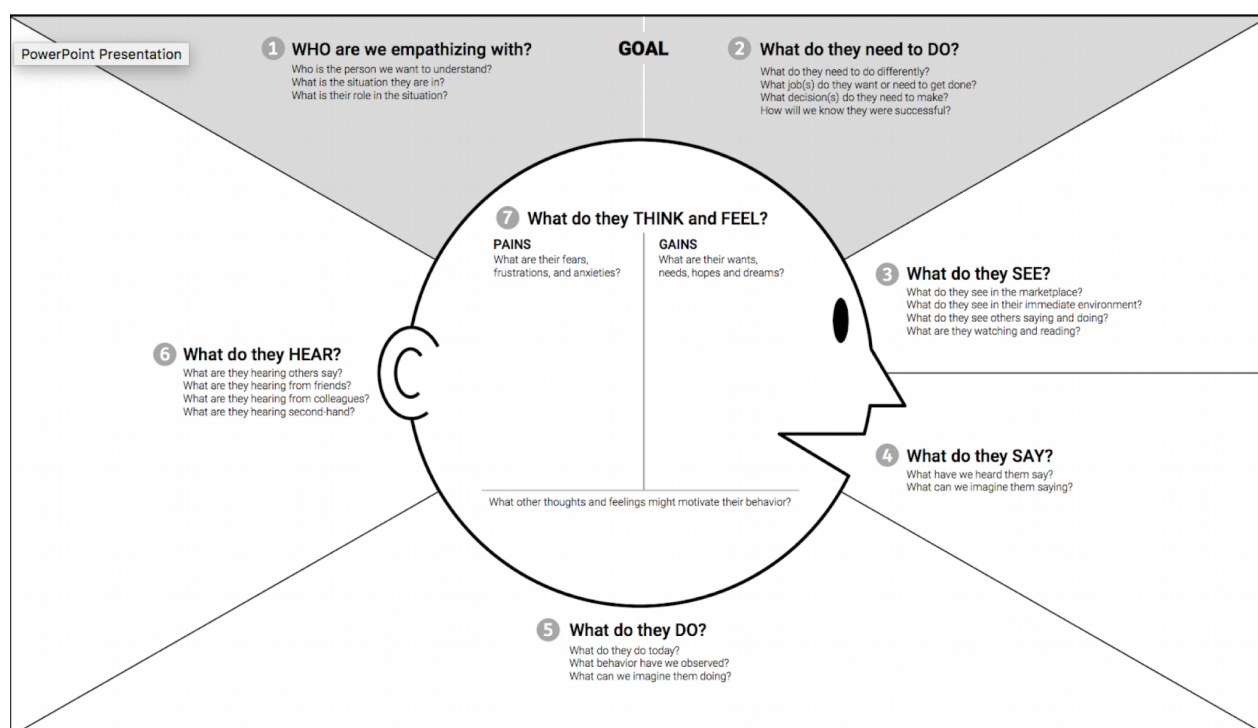 PowerPoint Presentation
1 WHO are we empathizing with?
Who is the person we want to understand?
What is the situation they are in?
What is their role in the situation?
GOAL
2 What do they need to DO?
What do they need to do differently?
What job(s) do they want or need to get done?
What decision(s) do they need to make?
How will we know they were successful?
3 What do they SEE?
What do they see in the marketplace?
What do they see in their immediate environment?
What do they see others saying and doing?
What are they watching and reading?
4 What do they SAY?
What have we heard them say?
What can we imagine them saying?
5 What do they DO?
What do they do today?
What behavior have we observed?
What can we imagine them doing?
6 What do they HEAR?
What are they hearing others say?
What are they hearing from friends?
What are they hearing from colleagues?
What are they hearing second-hand?
7 What do they THINK and FEEL?
PAINS
What are their fears,
frustrations, and anxieties?
GAINS
What are their wants,
needs, hopes and dreams?
What other thoughts and feelings might motivate their behavior?